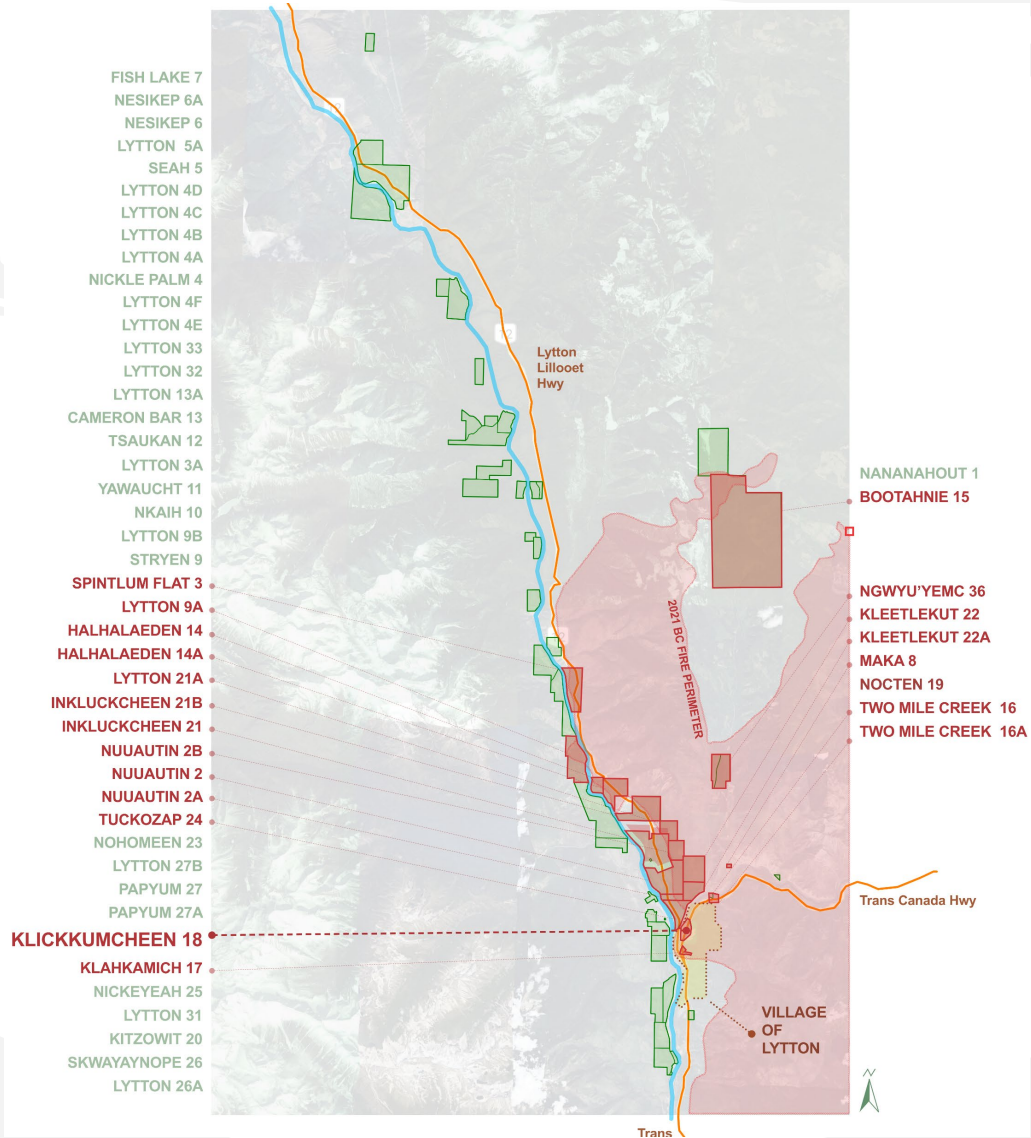 FISH LAKE 7
NESIKEP 6A
NESIKEP 6
LYTTON 5A
SEAH 5
LYTTON 4D
LYTTON 4C
LYTTON 4B
LYTTON 4A
NICKLE PALM 4
LYTTON 4F
LYTTON 4E
LYTTON 33
LYTTON 32
LYTTON 13A
CAMERON BAR 13
TSAUKAN 12
LYTTON 3A
YAWAUCHT 11
NKAIH 10
LYTTON 9B
STRYEN 9
SPINTLUM FLAT 3
LYTTON 9A
HALHALAEDEN 14
HALHALAEDEN 14A
LYTTON 21A
INKLUCKCHEEN 21B
INKLUCKCHEEN 21
NUUAUTIN 2B
NUUAUTIN 2
NUUAUTIN 2A
TUCKOZAP 24
NOHOMEEN 23
LYTTON 27B
PAPYUM 27
PAPYUM 27A
KLICKKUMCHEEN 18
KLAHKAMICH 17
NICKEYEAH 25
LYTTON 31
KITZOWIT 20
SKWAYAYNOPE 26
LYTTON 26A
Lytton
Lillooet
Hwy
2021 BC FIRE PERIMETER
NANANAHOUT 1
BOOTAHNIE 15
NGWYU'YEMC 36
KLEETLEKUT 22
KLEETLEKUT 22A
MAKA 8
NOCTEN 19
TWO MILE CREEK 16
TWO MILE CREEK 16A
Trans Canada Hwy
VILLAGE
OF
LYTTON
Trans